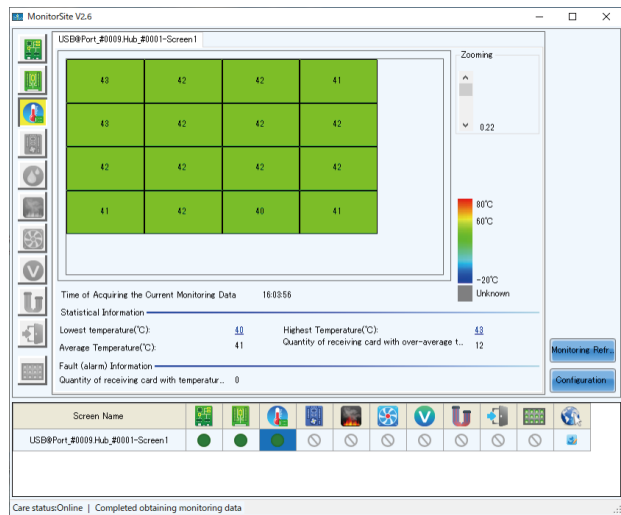 MonitorSite V2.6
USB@Port_#0009.Hub_#0001-Screen1
Zooming
43 42 42 41
43 42 42 42
0.22
42 42 42 42
41 42 40 41
80℃
60℃
-20℃
Unknown
Time of Acquiring the Current Monitoring Data 16:03:56
Statistical Information
Lowest temperature(℃): 40 Highest Temperature(℃): 43
Average Temperature(℃): 41 Quantity of receiving card with over-average t... 12
Monitoring Refr...
Fault (alarm) Information
Quantity of receiving card with temperatur... 0
Configuration
Screen Name
USB@Port_#0009.Hub_#0001-Screen1
Care status:Online | Completed obtaining monitoring data